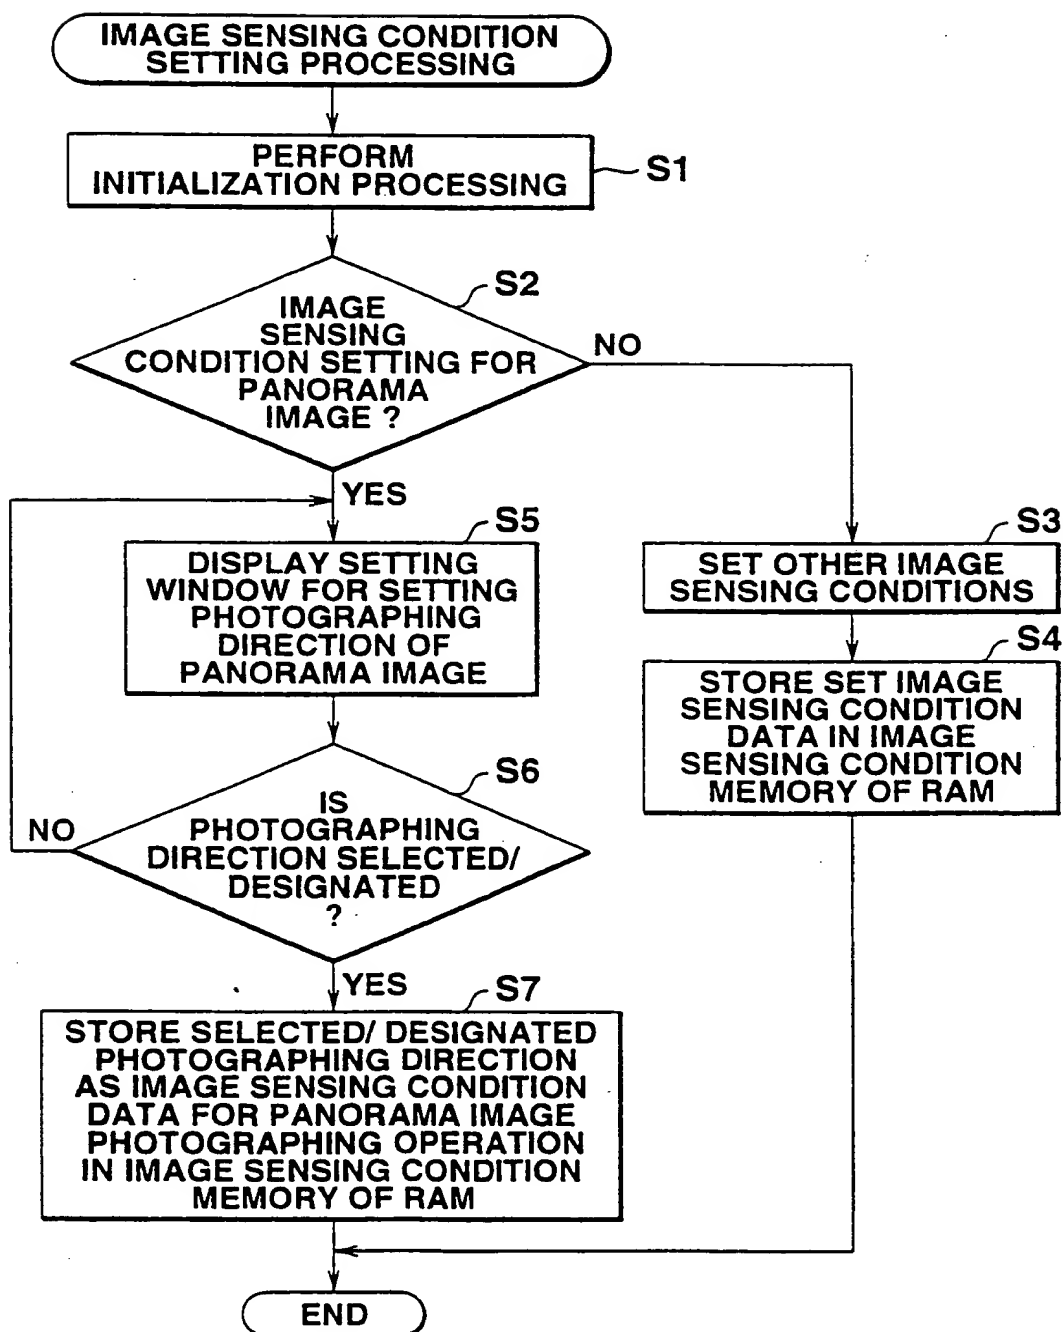 IMAGE SENSING CONDITION
SETTING PROCESSING
PERFORM
INITIALIZATION PROCESSING
S1
S2
IMAGE
SENSING
CONDITION SETTING FOR
PANORAMA
IMAGE ?
NO
YES
S5
DISPLAY SETTING
WINDOW FOR SETTING
PHOTOGRAPHING
DIRECTION OF
PANORAMA IMAGE
S3
SET OTHER IMAGE
SENSING CONDITIONS
S4
STORE SET IMAGE
SENSING CONDITION
DATA IN IMAGE
SENSING CONDITION
MEMORY OF RAM
S6
IS
PHOTOGRAPHING
DIRECTION SELECTED/
DESIGNATED
?
NO
YES
S7
STORE SELECTED/ DESIGNATED
PHOTOGRAPHING DIRECTION
AS IMAGE SENSING CONDITION
DATA FOR PANORAMA IMAGE
PHOTOGRAPHING OPERATION
IN IMAGE SENSING CONDITION
MEMORY OF RAM
END